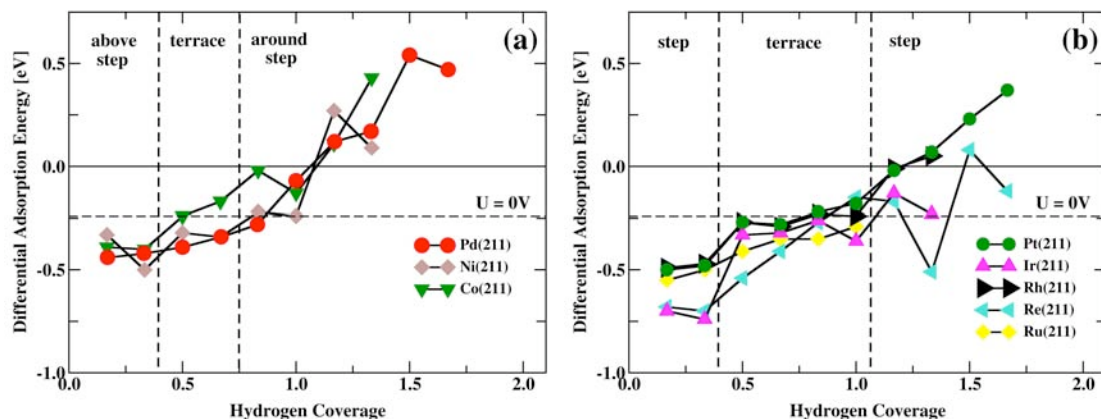 above step
terrace
around step
(a)
Differential Adsorption Energy [eV]
0.5
0.0
-0.5
-1.0
U = 0V
Pd(211)
Ni(211)
Co(211)
0.0 0.5 1.0 1.5 2.0
Hydrogen Coverage
step
terrace
step
(b)
Differential Adsorption Energy [eV]
0.5
0.0
-0.5
-1.0
U = 0V
Pt(211)
Ir(211)
Rh(211)
Re(211)
Ru(211)
0.0 0.5 1.0 1.5 2.0
Hydrogen Coverage